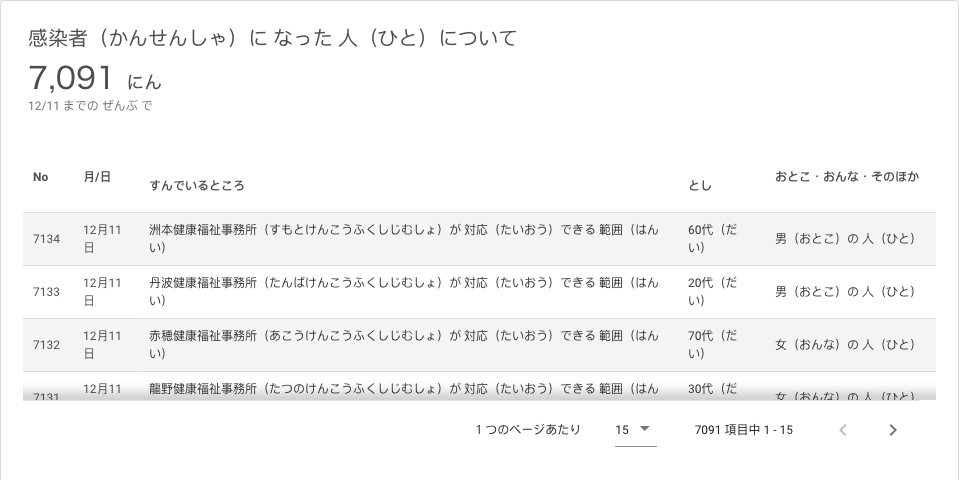 感染者（かんせんしゃ）に なった 人（ひと）について
7,091 にん
12/11 までの ぜんぶ で
No 月/日 すんでいるところ とし おとこ・おんな・そのほか
7134 12月11日 洲本健康福祉事務所（すもとけんこうふくしじむしょ）が 対応（たいおう）できる 範囲（はんい） 60代（だい） 男（おとこ）の 人（ひと）
7133 12月11日 丹波健康福祉事務所（たんばけんこうふくしじむしょ）が 対応（たいおう）できる 範囲（はんい） 20代（だい） 男（おとこ）の 人（ひと）
7132 12月11日 赤穂健康福祉事務所（あこうけんこうふくしじむしょ）が 対応（たいおう）できる 範囲（はんい） 70代（だい） 女（おんな）の 人（ひと）
7131 12月11 龍野健康福祉事務所（たつのけんこうふくしじむしょ）が 対応（たいおう）できる 範囲（はん 30代（だ 女（おんな）の 人（ひと）
1 つのページあたり 15 7091 項目中 1 - 15